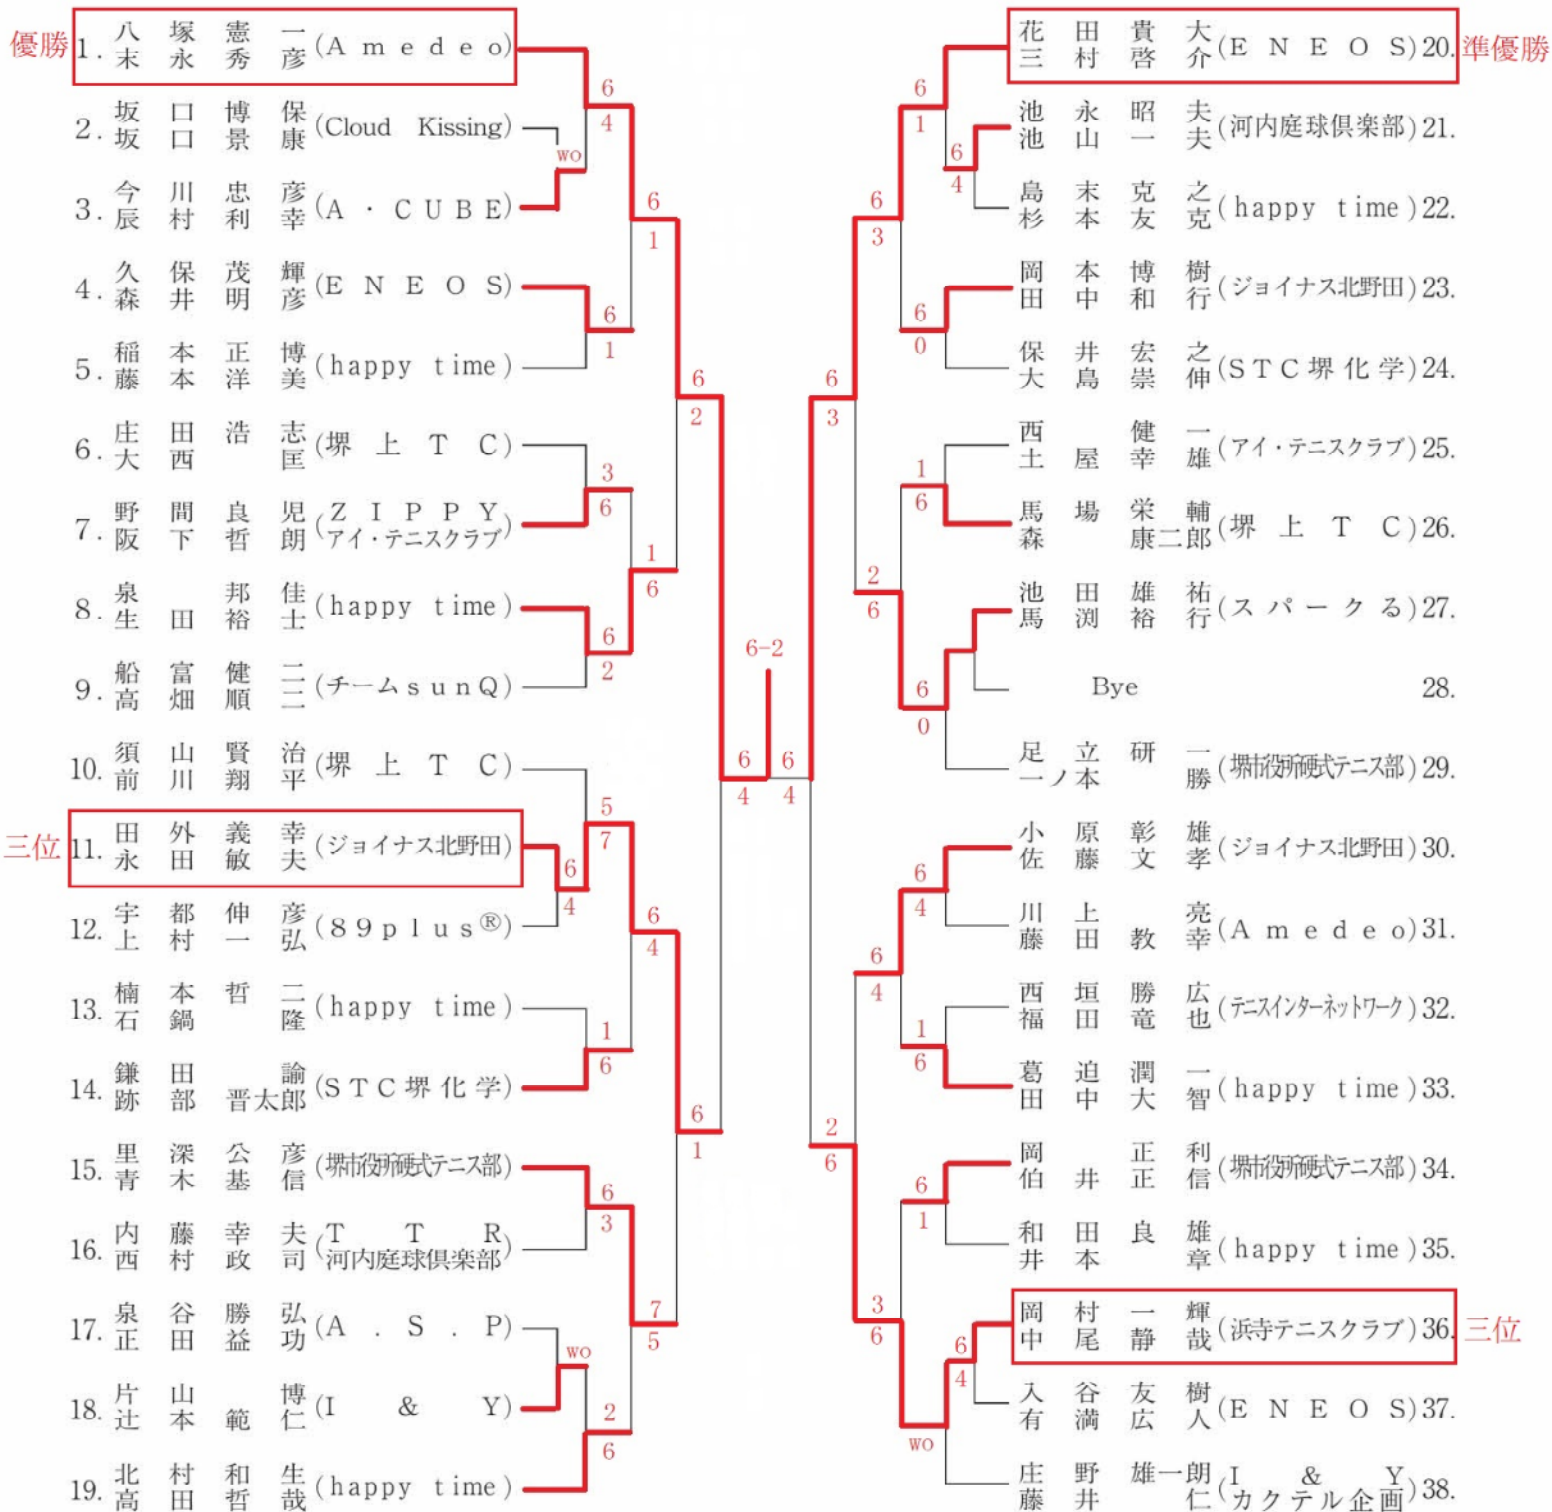 優勝
1. 八塚憲一 (Amedeo)
末永秀彦
2. 坂口博保 (Cloud Kissing)
坂口景康
WO
3. 今川忠彦 (A・CUBE)
辰村利幸
4. 久保茂輝 (ENEOS)
森井明彦
5. 稲本正博 (happy time)
藤本洋美
6. 庄田浩志 (堺上TC)
大西匡
7. 野間良児 (ZIPPY
阪下哲朗 アイ・テニスクラブ)
8. 泉邦佳 (happy time)
生田裕士
9. 船富健二 (チームsunQ)
高畑順二
10. 須山賢治 (堺上TC)
前川翔平
三位
11. 田外義幸 (ジョイナス北野田)
永田敏夫
12. 宇都伸彦 (89plus®)
上村一弘
13. 楠本哲二 (happy time)
石鍋隆
14. 鎌田諭 (STC堺化学)
跡部晋太郎
15. 里深公彦 (堺市役所硬式テニス部)
青木基信
16. 内藤幸夫 (TTR
西村政司 河内庭球倶楽部)
17. 泉谷勝弘 (A.S.P)
正田益功
WO
18. 片山博 (I & Y)
辻本範仁
19. 北村和生 (happy time)
高田哲哉
6 4
6 1
6 1
6 2
3 6
1 6
6 2
5 7
6 4
6 4
1 6
6 1
6 3
7 5
2 6
6-2
6 4
6 4
花田貴大 (ENEOS) 20.
三村啓介
準優勝
池永昭夫 (河内庭球倶楽部) 21.
池山一夫
島末克之 (happy time) 22.
杉本友克
岡本博樹 (ジョイナス北野田) 23.
田中和行
保井宏之 (STC堺化学) 24.
大島崇伸
西健一 (アイ・テニスクラブ) 25.
土屋幸雄
馬場栄輔 (堺上TC) 26.
森康二郎
池田雄祐 (スパークる) 27.
馬渕裕行
Bye 28.
足立研一 (堺市役所硬式テニス部) 29.
一ノ本勝
小原彰雄 (ジョイナス北野田) 30.
佐藤文孝
川上亮 (Amedeo) 31.
藤田教幸
西垣勝広 (テニスインターネットワーク) 32.
福田竜也
葛迫潤一 (happy time) 33.
田中大智
岡正利 (堺市役所硬式テニス部) 34.
伯井正信
和田良雄 (happy time) 35.
井本章
岡村一輝 (浜寺テニスクラブ) 36.
中尾静哉
三位
入谷友樹 (ENEOS) 37.
有満広人
WO
庄野雄一朗 (I & Y
藤井仁 カクテル企画) 38.
6 1
6 4
6 3
6 0
6 3
1 6
2 6
6 0
6 4
6 4
1 6
2 6
6 1
3 6
6 4